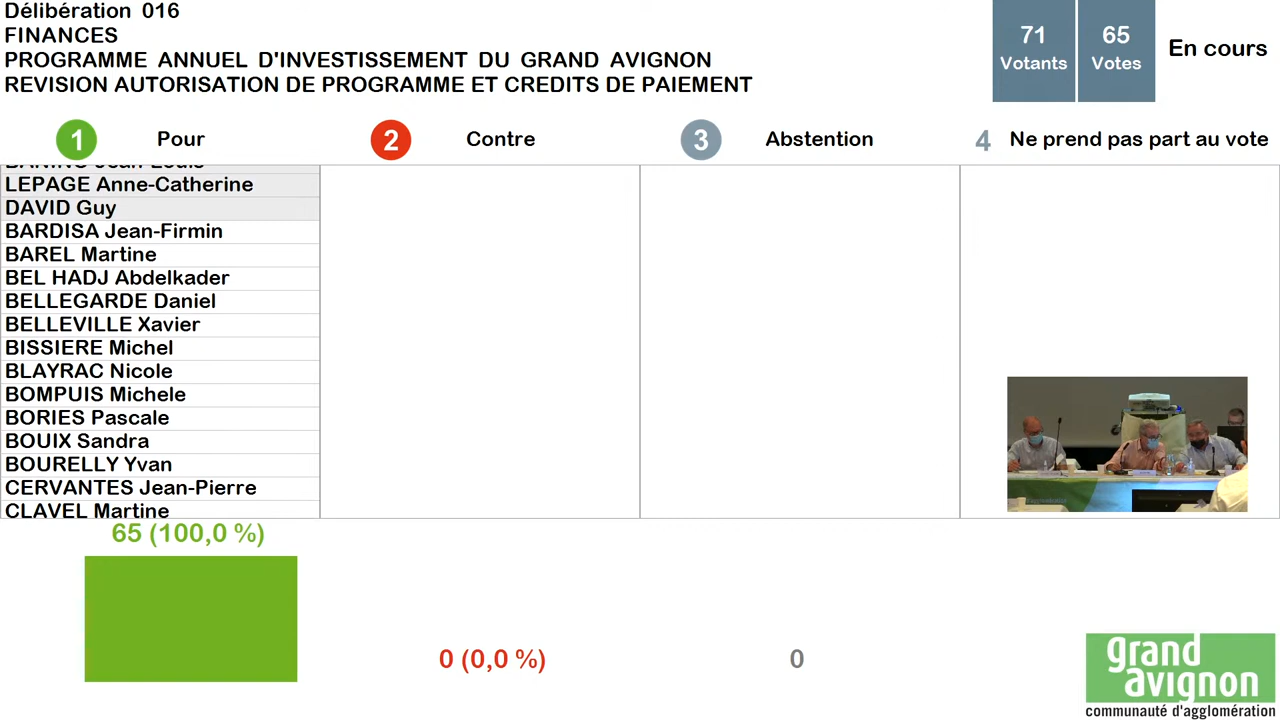 Délibération 016
FINANCES
PROGRAMME ANNUEL D'INVESTISSEMENT DU GRAND AVIGNON
REVISION AUTORISATION DE PROGRAMME ET CREDITS DE PAIEMENT
71
Votants
65
Votes
En cours
1 Pour
2 Contre
3 Abstention
4 Ne prend pas part au vote
LEPAGE Anne-Catherine
DAVID Guy
BARDISA Jean-Firmin
BAREL Martine
BEL HADJ Abdelkader
BELLEGARDE Daniel
BELLEVILLE Xavier
BISSIERE Michel
BLAYRAC Nicole
BOMPUIS Michele
BORIES Pascale
BOUIX Sandra
BOURELLY Yvan
CERVANTES Jean-Pierre
CLAVEL Martine
65 (100,0 %)
0 (0,0 %)
0
grand
avignon
communauté d'agglomération